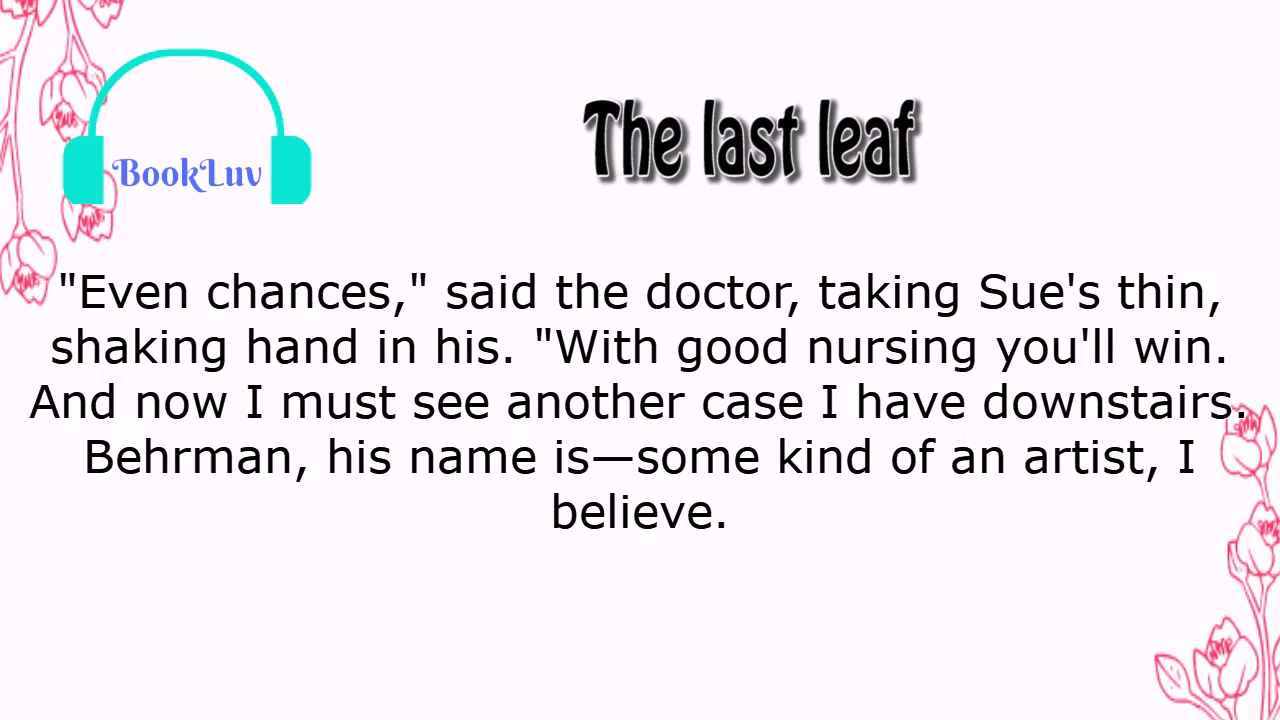 The last leaf
BookLuv
"Even chances," said the doctor, taking Sue's thin,
shaking hand in his. "With good nursing you'll win.
And now I must see another case I have downstairs.
Behrman, his name is—some kind of an artist, I
believe.